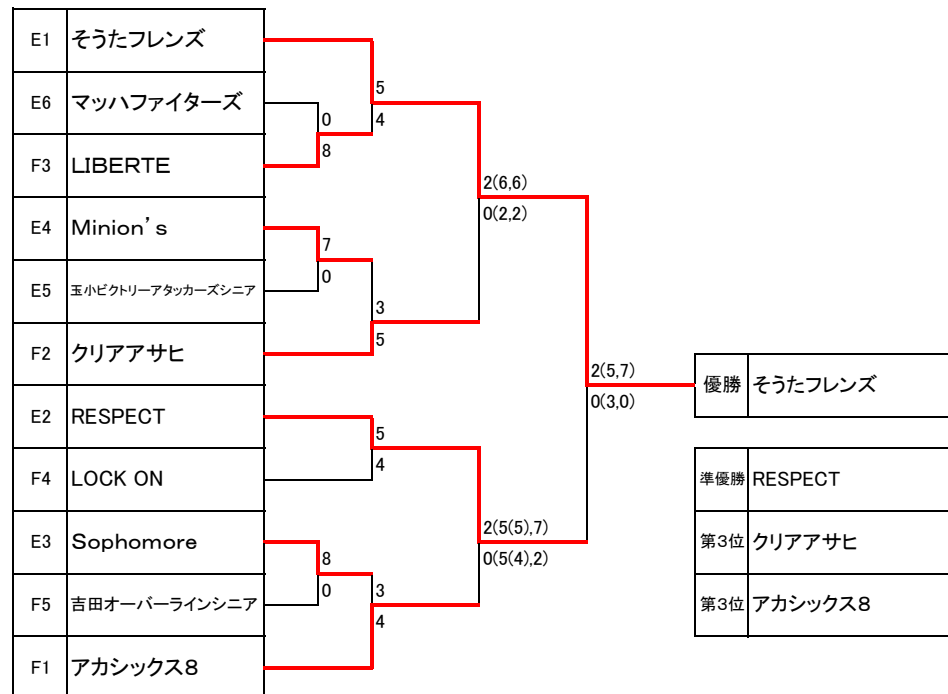 E1 そうたフレンズ
E6 マッハファイターズ
F3 LIBERTE
E4 Minion's
E5 玉小ビクトリーアタッカーズシニア
F2 クリアアサヒ
E2 RESPECT
F4 LOCK ON
E3 Sophomore
F5 吉田オーバーラインシニア
F1 アカシックス8
0
8
7
0
8
0
5
4
3
5
5
4
3
4
2(6,6)
0(2,2)
2(5(5),7)
0(5(4),2)
2(5,7)
0(3,0)
優勝 そうたフレンズ
準優勝 RESPECT
第3位 クリアアサヒ
第3位 アカシックス8